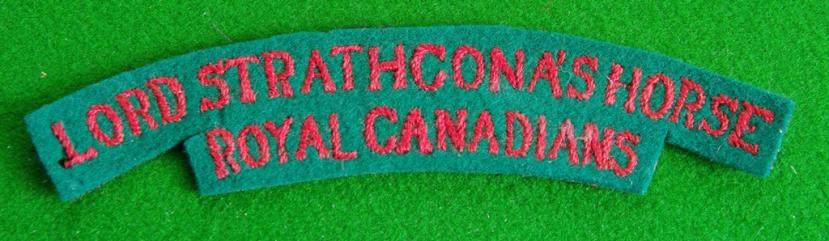 LORD STRATHCONA'S HORSE
ROYAL CANADIANS